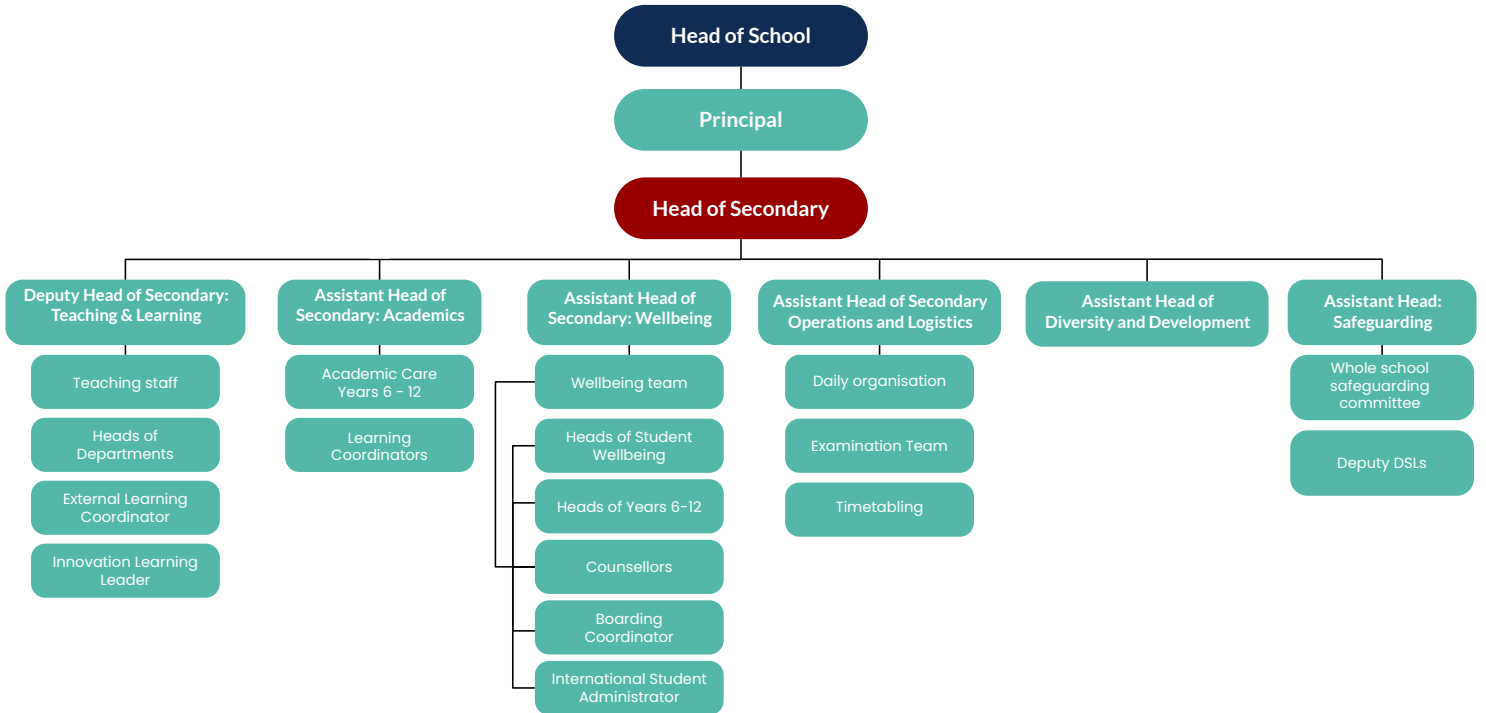 Head of School
Principal
Head of Secondary
Deputy Head of Secondary:
Teaching & Learning
Assistant Head of
Secondary: Academics
Assistant Head of
Secondary: Wellbeing
Assistant Head of Secondary
Operations and Logistics
Assistant Head of
Diversity and Development
Assistant Head:
Safeguarding
Teaching staff
Heads of
Departments
External Learning
Coordinator
Innovation Learning
Leader
Academic Care
Years 6 - 12
Learning
Coordinators
Wellbeing team
Heads of Student
Wellbeing
Heads of Years 6-12
Counsellors
Boarding
Coordinator
International Student
Administrator
Daily organisation
Examination Team
Timetabling
Whole school
safeguarding
committee
Deputy DSLs